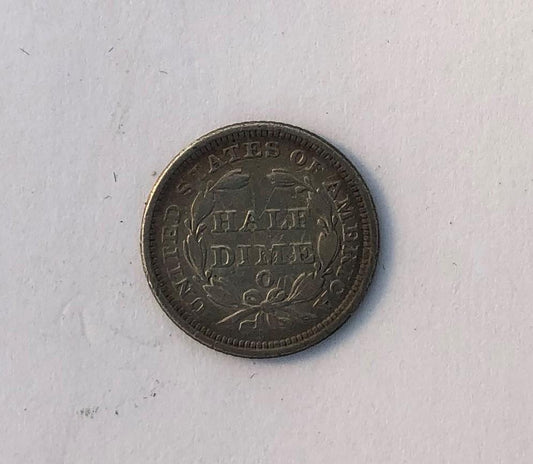 UNITED STATES OF AMERICA
HALF
DIME
O